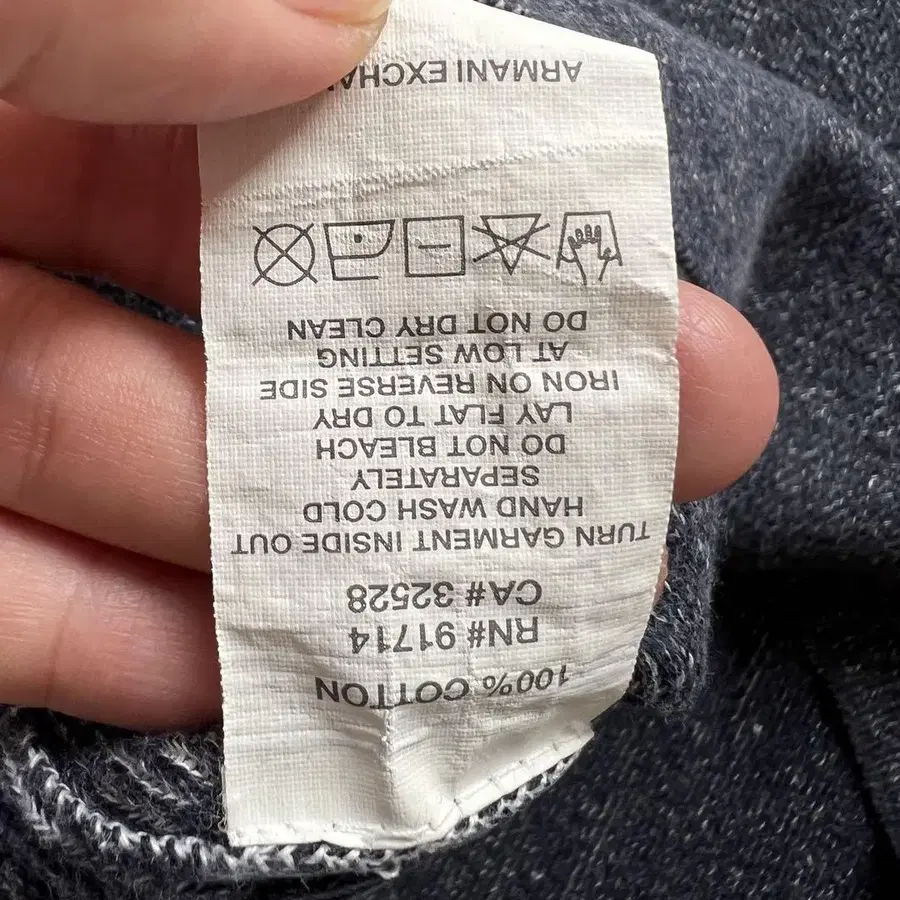 100% COTTON
RN# 91714
CA# 32528
TURN GARMENT INSIDE OUT
HAND WASH COLD
SEPARATELY
DO NOT BLEACH
LAY FLAT TO DRY
IRON ON REVERSE SIDE
AT LOW SETTING
DO NOT DRY CLEAN
ARMANI